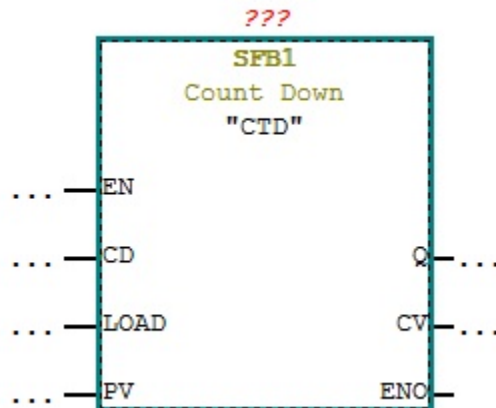 ???
SFB1
Count Down
"CTD"
... EN
... CD Q ...
... LOAD CV ...
... PV ENO